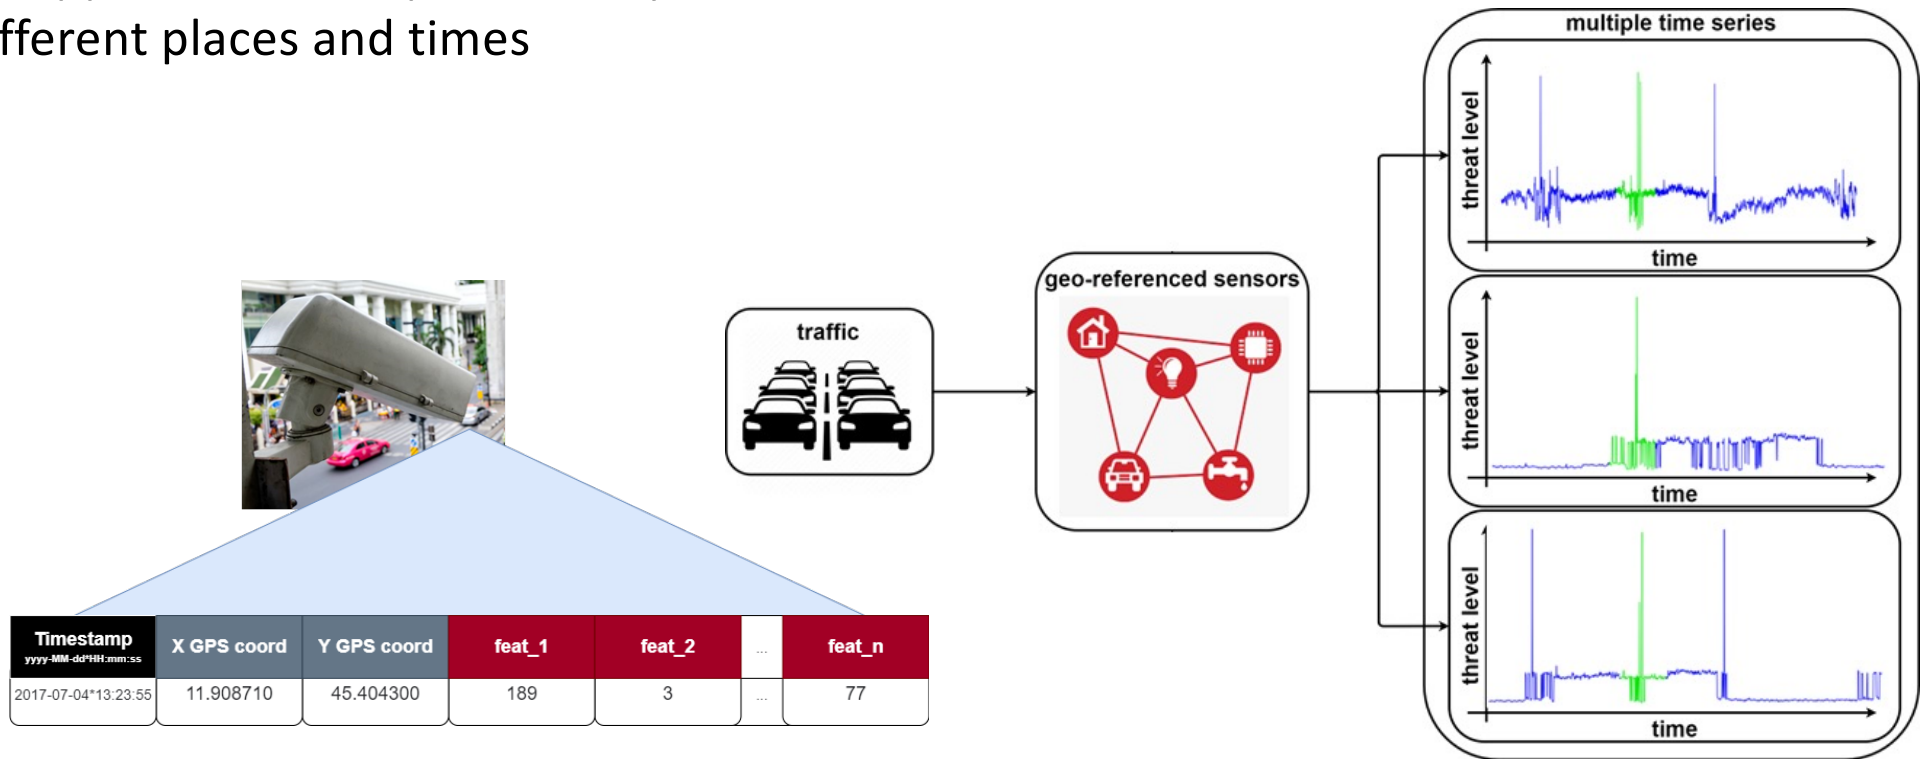 fferent places and times
multiple time series
threat level
time
threat level
time
threat level
time
geo-referenced sensors
traffic
Timestamp
yyyy-MM-dd*HH:mm:ss
X GPS coord
Y GPS coord
feat_1
feat_2
...
feat_n
2017-07-04*13:23:55
11.908710
45.404300
189
3
...
77